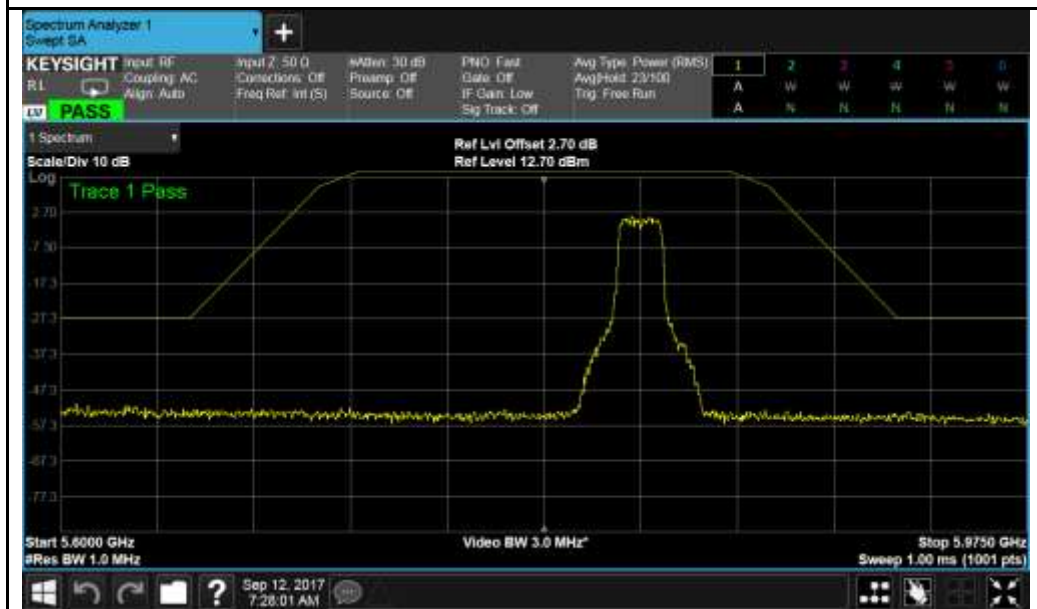 Spectrum Analyzer 1
Swept SA
+
KEYSIGHT Input: RF Input Z: 50 Ω #Atten: 30 dB PNO: Fast Avg Type: Power (RMS) 1 2 3 4 5 6
R L Coupling: AC Corrections: Off Preamp: Off Gate: Off Avg|Hold: 23/100 A W W W W W
Align: Auto Freq Ref: Int (S) Source: Off IF Gain: Low Trig: Free Run
PASS Sig Track: Off A N N N N N
1 Spectrum
Ref Lvl Offset 2.70 dB
Scale/Div 10 dB Ref Level 12.70 dBm
Log
Trace 1 Pass
2.70
-7.30
-17.3
-27.3
-37.3
-47.3
-57.3
-67.3
-77.3
Start 5.6000 GHz Video BW 3.0 MHz* Stop 5.9750 GHz
#Res BW 1.0 MHz Sweep 1.00 ms (1001 pts)
? Sep 12, 2017
7:28:01 AM